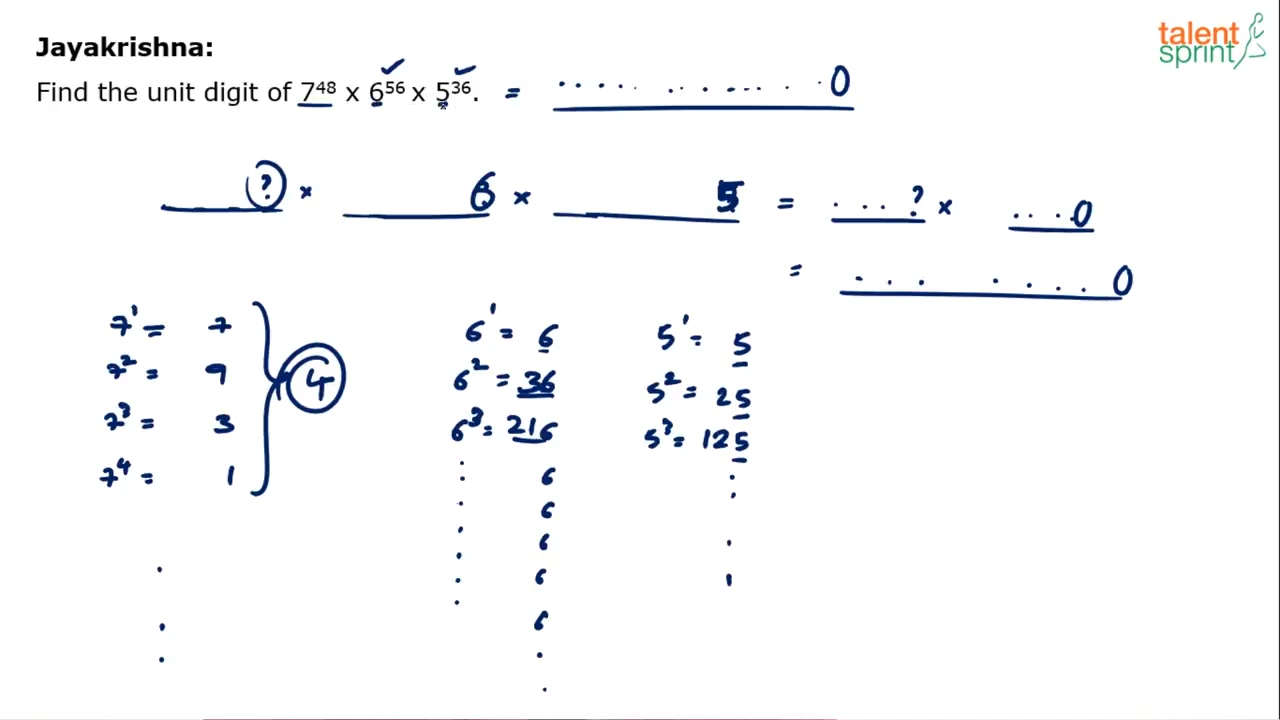 talent
sprint
Jayakrishna:
Find the unit digit of 7⁴⁸ x 6⁵⁶ x 5³⁶. = ............ 0
? × 6 × 5 = ...? × ....0
= ... ....0
7¹ = 7
7² = 9
7³ = 3
7⁴ = 1
4
6¹ = 6
6² = 36
6³ = 216
6
6
6
6
6
5¹ = 5
5² = 25
5³ = 125